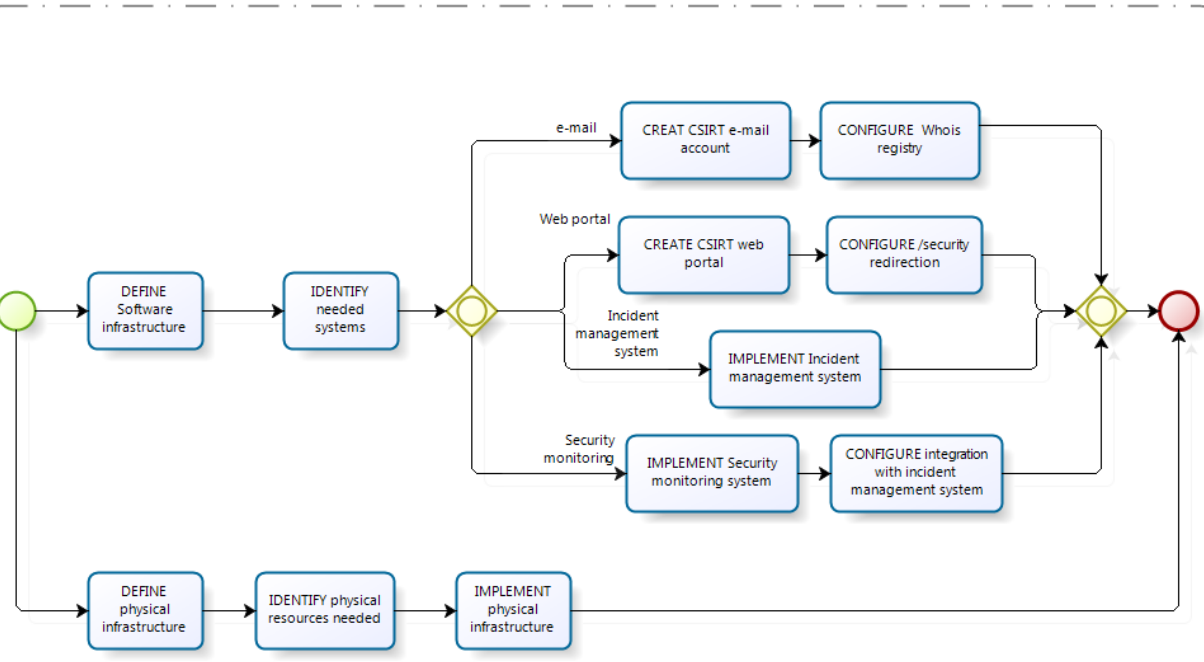 e-mail
CREAT CSIRT e-mail
account
CONFIGURE Whois
registry
Web portal
CREATE CSIRT web
portal
CONFIGURE /security
redirection
DEFINE
Software
infrastructure
IDENTIFY
needed
systems
Incident
management
system
IMPLEMENT Incident
management system
Security
monitoring
IMPLEMENT Security
monitoring system
CONFIGURE integration
with incident
management system
DEFINE
physical
infrastructure
IDENTIFY physical
resources needed
IMPLEMENT
physical
infrastructure